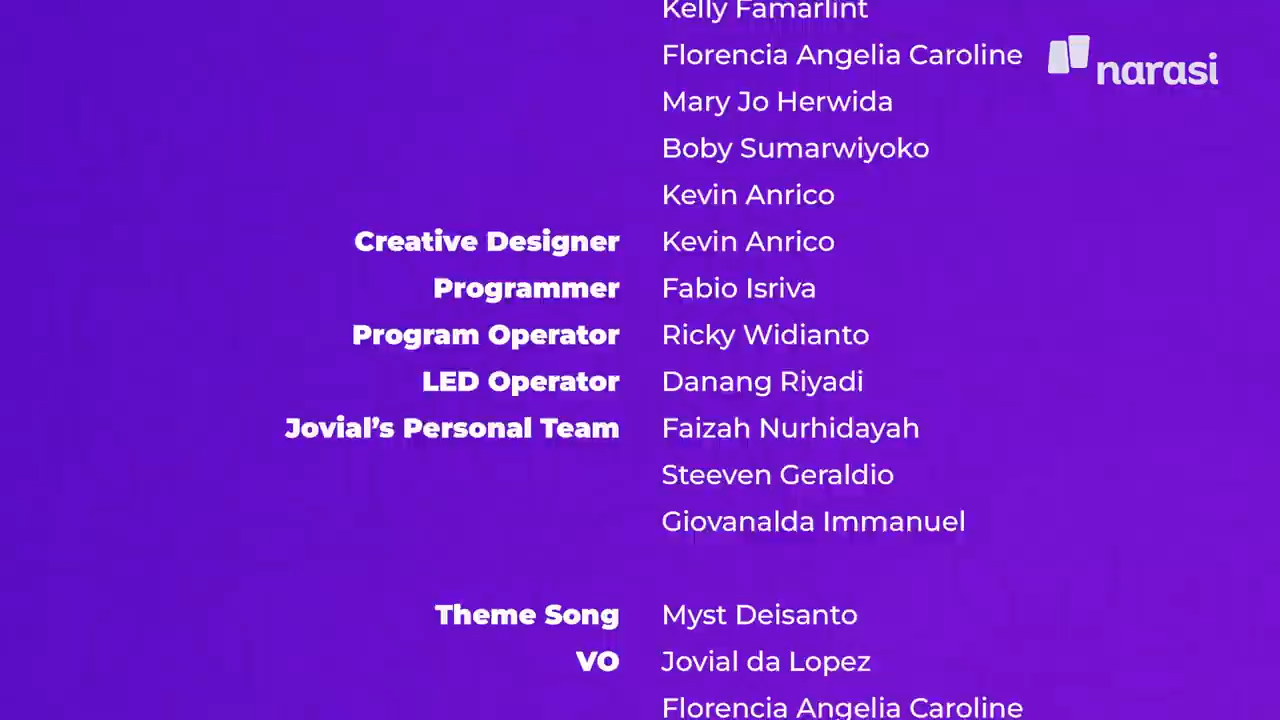 Kelly Famarlint
Florencia Angelia Caroline
narasi
Mary Jo Herwida
Boby Sumarwiyoko
Kevin Anrico
Creative Designer Kevin Anrico
Programmer Fabio Isriva
Program Operator Ricky Widianto
LED Operator Danang Riyadi
Jovial’s Personal Team Faizah Nurhidayah
Steeven Geraldio
Giovanalda Immanuel
Theme Song Myst Deisanto
VO Jovial da Lopez
Florencia Angelia Caroline